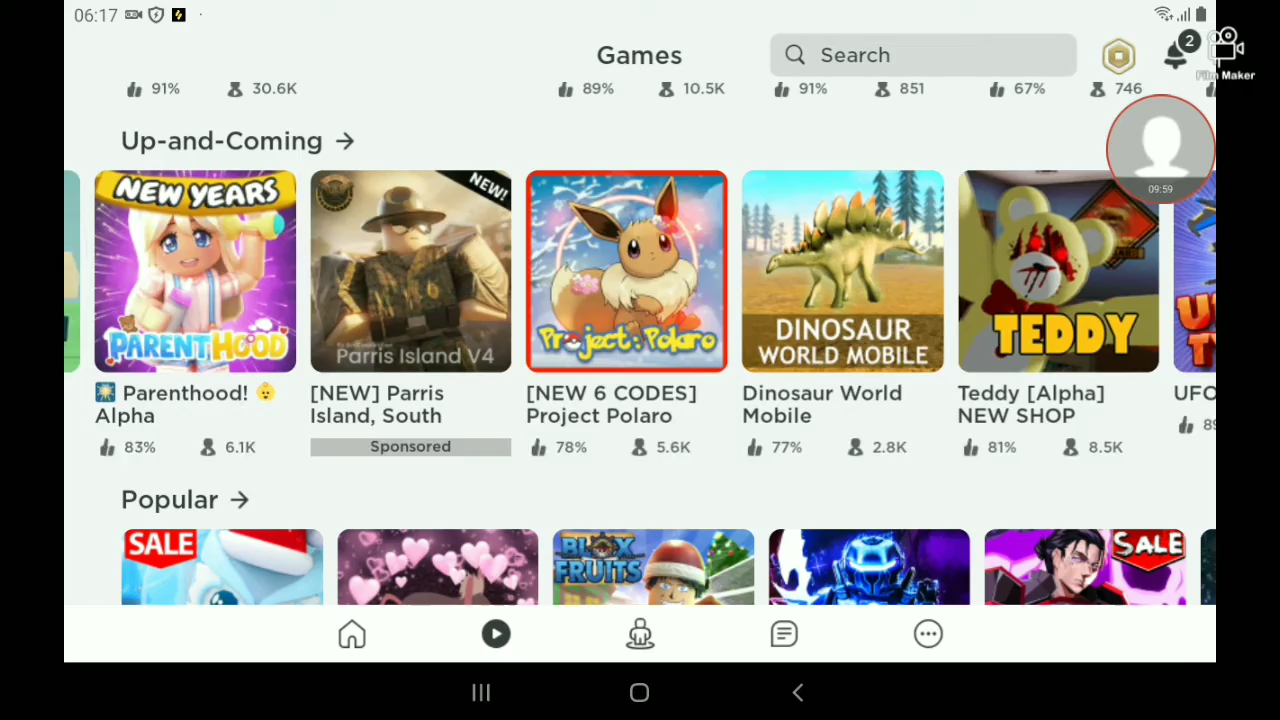 06:17
Games
Search
2
Film Maker
91% 30.6K 89% 10.5K 91% 851 67% 746
Up-and-Coming →
09:59
NEW YEARS
PARENTHOOD
NEW!
Parris Island V4
Project: Polaro
DINOSAUR
WORLD MOBILE
TEDDY
Parenthood!
Alpha
83% 6.1K
[NEW] Parris
Island, South
Sponsored
[NEW 6 CODES]
Project Polaro
78% 5.6K
Dinosaur World
Mobile
77% 2.8K
Teddy [Alpha]
NEW SHOP
81% 8.5K
UFO
Popular →
SALE
BLOX
FRUITS
SALE